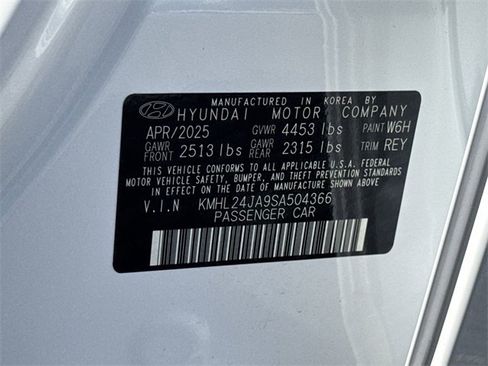 MANUFACTURED IN KOREA BY
HYUNDAI MOTOR COMPANY
APR/2025 GVWR 4453 lbs PAINT W6H
GAWR FRONT 2513 lbs GAWR REAR 2315 lbs TRIM REY
THIS VEHICLE CONFORMS TO ALL APPLICABLE U.S.A. FEDERAL
MOTOR VEHICLE SAFETY, BUMPER, AND THEFT PREVENTION STANDARDS
IN EFFECT ON THE DATE OF MANUFACTURE SHOWN ABOVE.
V.I.N KMHL24JA9SA504366
PASSENGER CAR